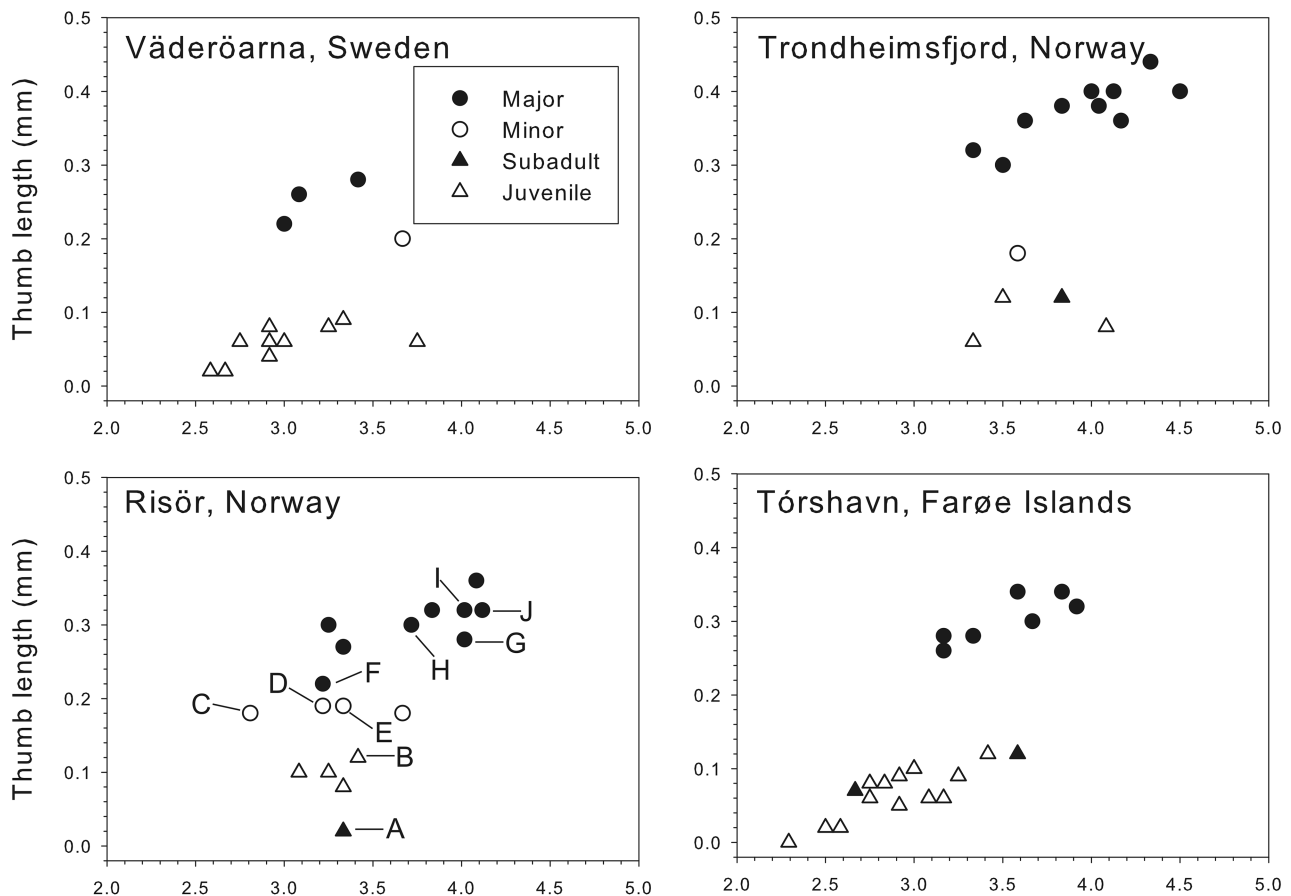 Väderöarna, Sweden
Thumb length (mm)
0.5
0.4
0.3
0.2
0.1
0.0
2.0 2.5 3.0 3.5 4.0 4.5 5.0
Major
Minor
Subadult
Juvenile
Trondheimsfjord, Norway
0.5
0.4
0.3
0.2
0.1
0.0
2.0 2.5 3.0 3.5 4.0 4.5 5.0
Risör, Norway
Thumb length (mm)
0.5
0.4
0.3
0.2
0.1
0.0
I
J
G
H
F
D
C
E
B
A
2.0 2.5 3.0 3.5 4.0 4.5 5.0
Tórshavn, Farøe Islands
0.5
0.4
0.3
0.2
0.1
0.0
2.0 2.5 3.0 3.5 4.0 4.5 5.0